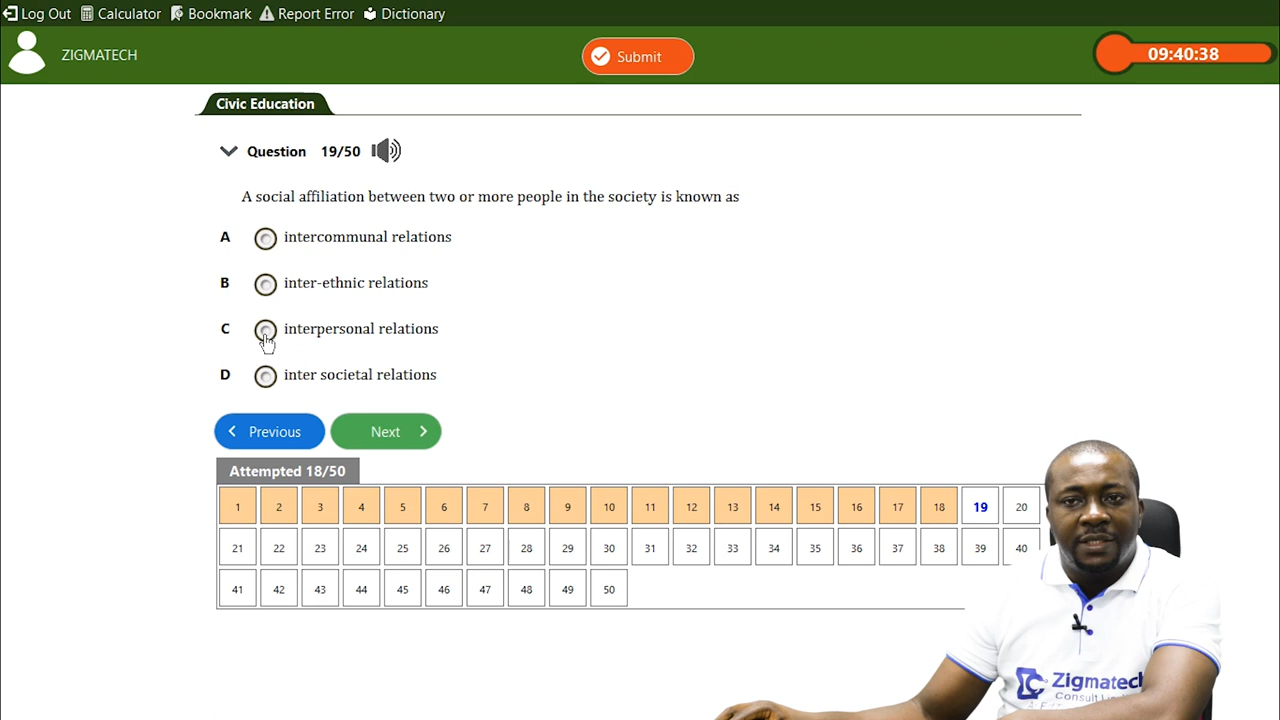 Log Out Calculator Bookmark Report Error Dictionary
ZIGMATECH
Submit
09:40:38
Civic Education
Question 19/50
A social affiliation between two or more people in the society is known as
A intercommunal relations
B inter-ethnic relations
C interpersonal relations
D inter societal relations
Previous Next
Attempted 18/50
1 2 3 4 5 6 7 8 9 10 11 12 13 14 15 16 17 18 19 20
21 22 23 24 25 26 27 28 29 30 31 32 33 34 35 36 37 38 39 40
41 42 43 44 45 46 47 48 49 50
Zigmatech
Consult